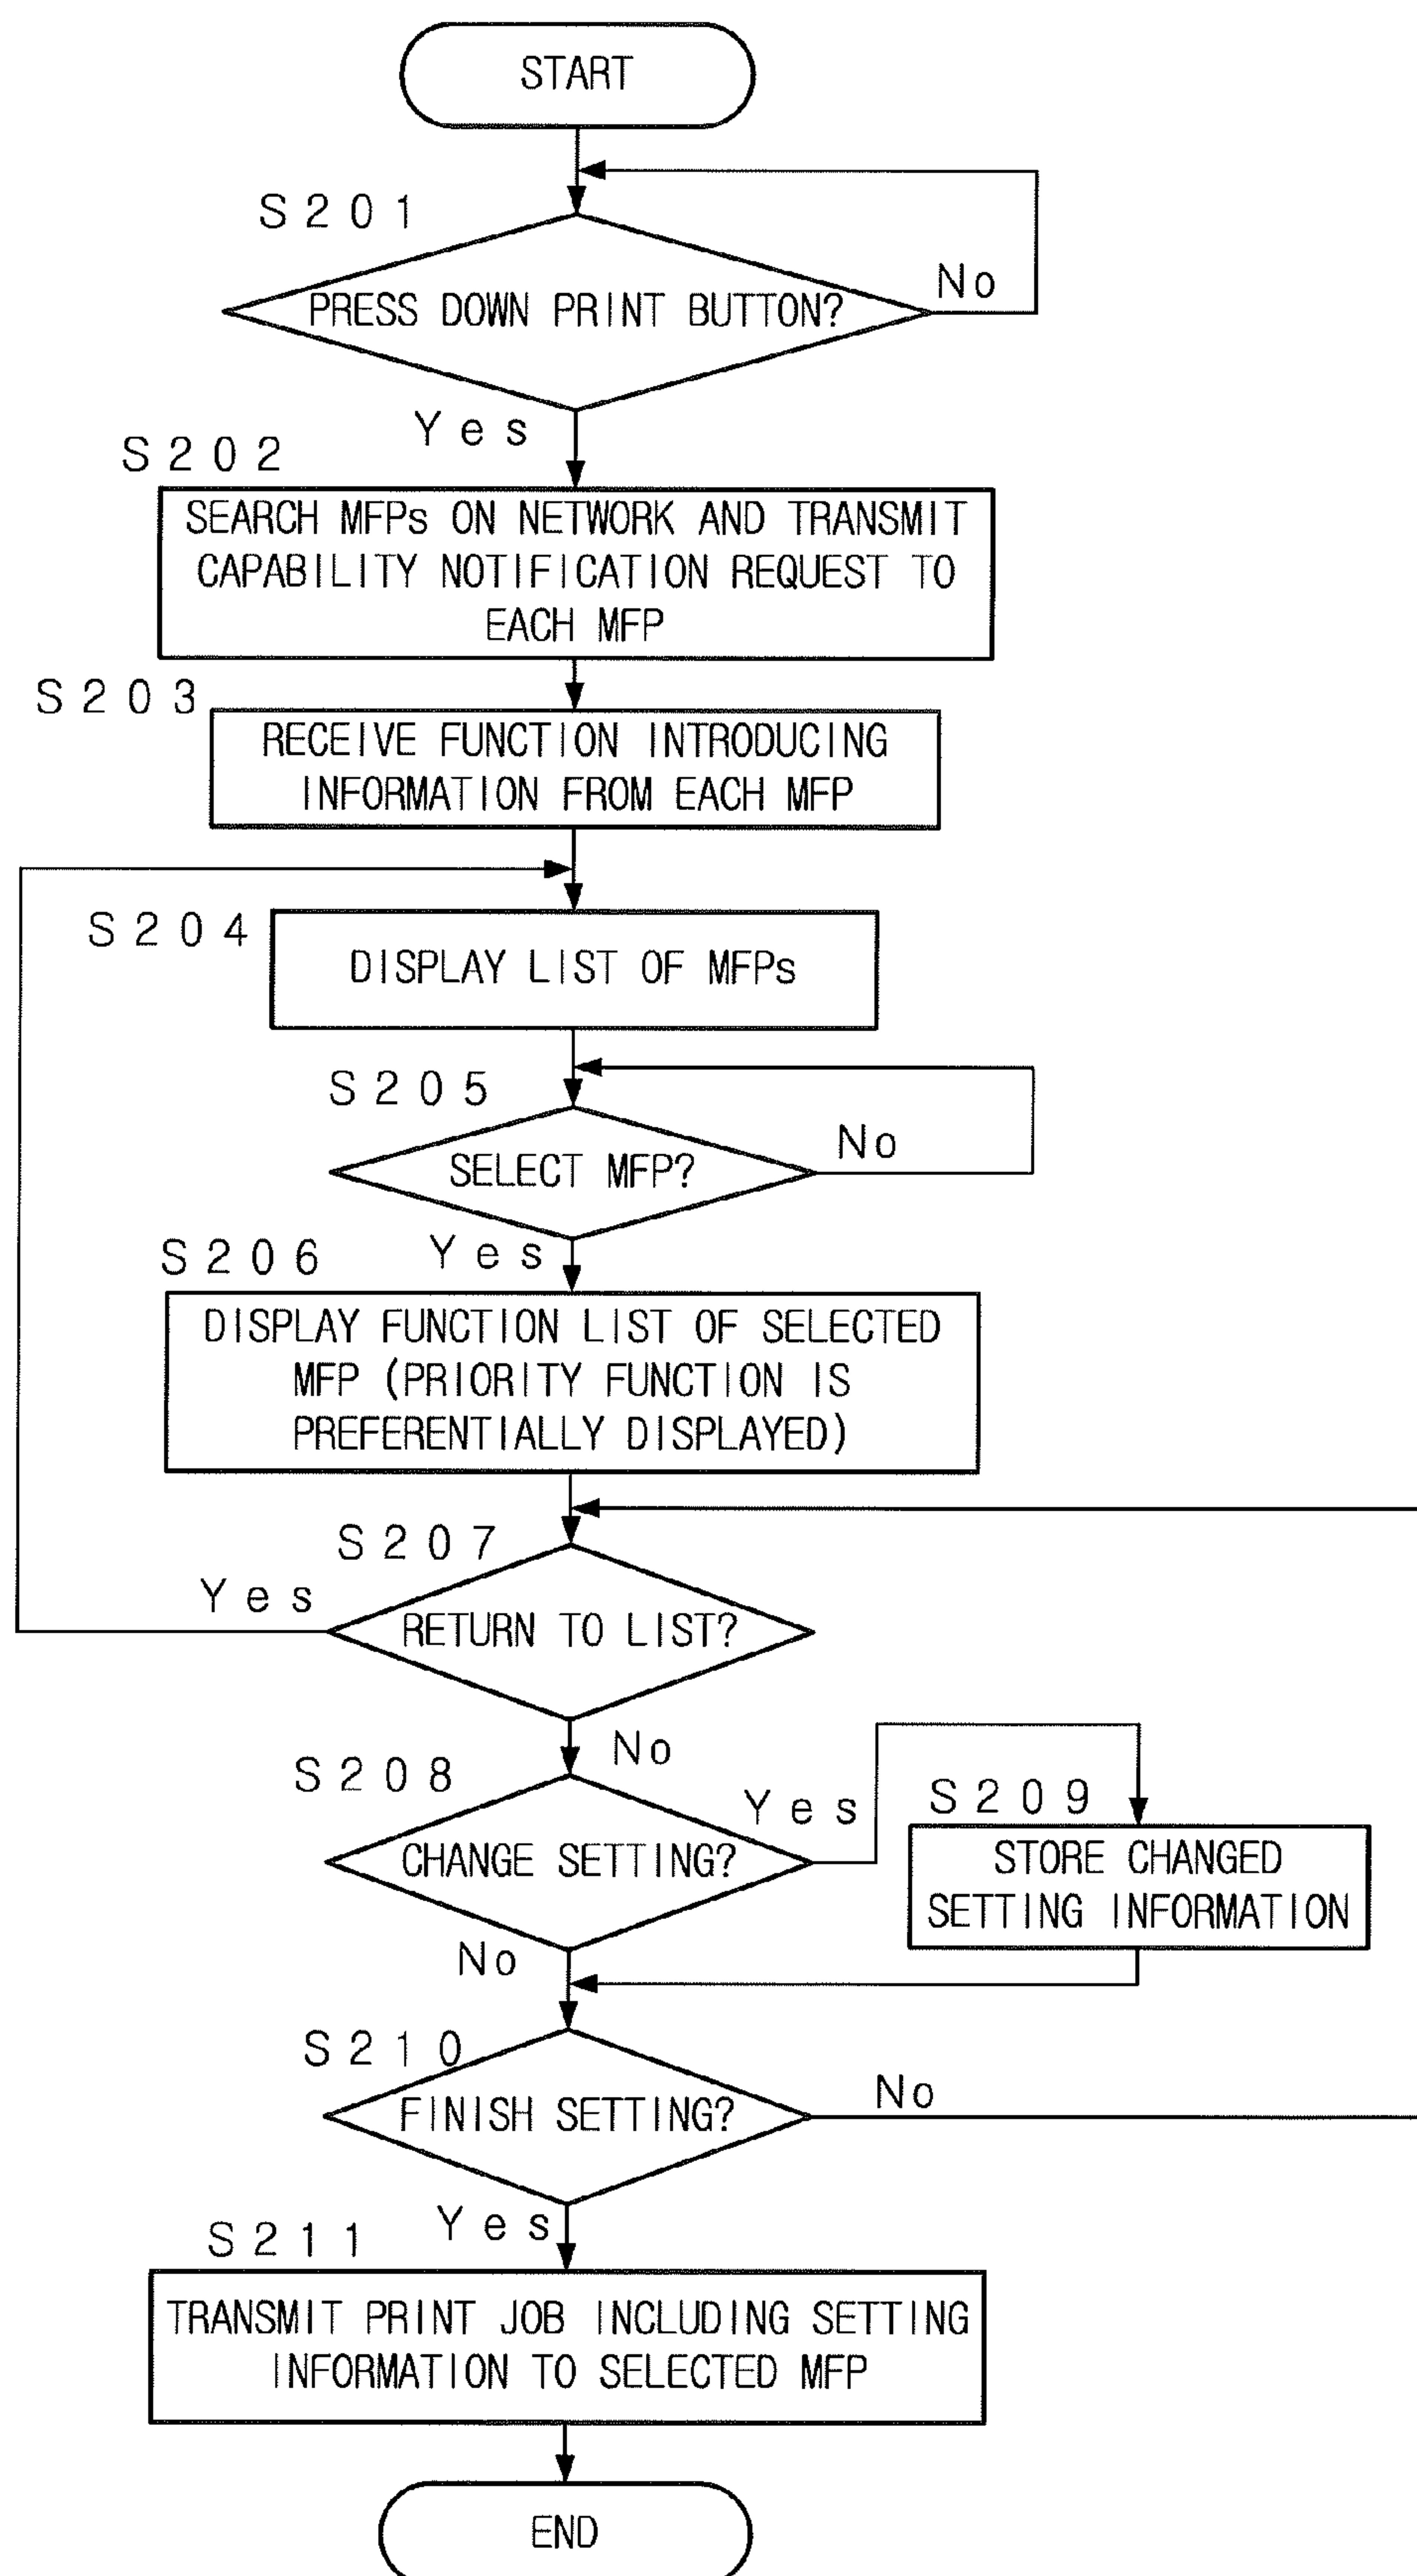 START
S201
PRESS DOWN PRINT BUTTON?
No
Yes
S202
SEARCH MFPs ON NETWORK AND TRANSMIT
CAPABILITY NOTIFICATION REQUEST TO
EACH MFP
S203
RECEIVE FUNCTION INTRODUCING
INFORMATION FROM EACH MFP
S204
DISPLAY LIST OF MFPs
S205
SELECT MFP?
No
Yes
S206
DISPLAY FUNCTION LIST OF SELECTED
MFP (PRIORITY FUNCTION IS
PREFERENTIALLY DISPLAYED)
S207
Yes
RETURN TO LIST?
No
S208
CHANGE SETTING?
Yes
S209
STORE CHANGED
SETTING INFORMATION
No
S210
FINISH SETTING?
No
Yes
S211
TRANSMIT PRINT JOB INCLUDING SETTING
INFORMATION TO SELECTED MFP
END